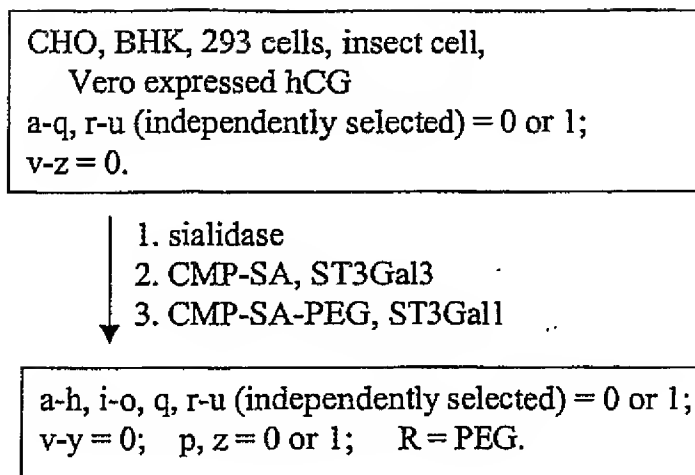 CHO, BHK, 293 cells, insect cell,
Vero expressed hCG
a-q, r-u (independently selected) = 0 or 1;
v-z = 0.
1. sialidase
2. CMP-SA, ST3Gal3
3. CMP-SA-PEG, ST3Gal1
a-h, i-o, q, r-u (independently selected) = 0 or 1;
v-y = 0; p, z = 0 or 1; R = PEG.